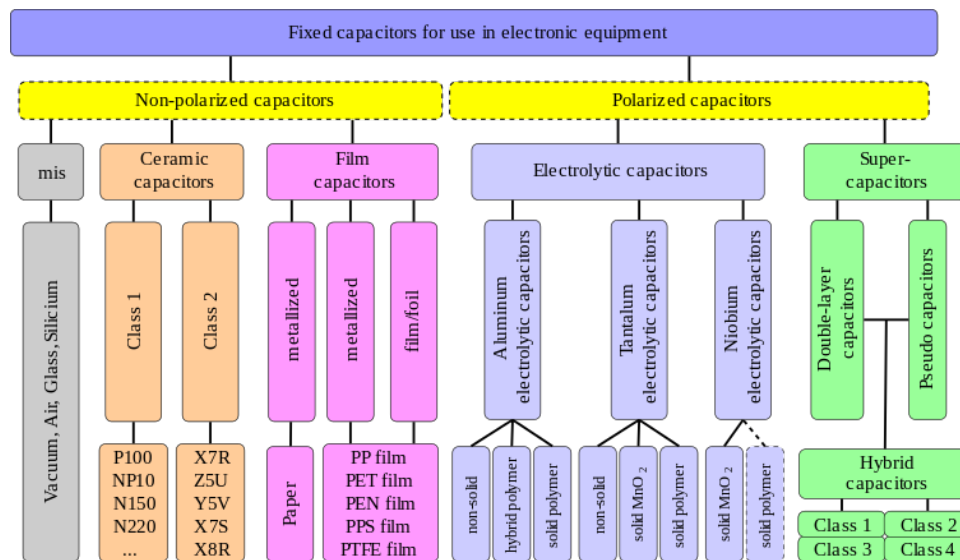 Fixed capacitors for use in electronic equipment
Non-polarized capacitors
Polarized capacitors
mis
Ceramic
capacitors
Film
capacitors
Electrolytic capacitors
Super-
capacitors
Vacuum, Air, Glass,Silicium
Class 1
Class 2
metallized
metallized
film/foil
Aluminum
electrolytic capacitors
Tantalum
electrolytic capacitors
Niobium
electrolytic capacitors
Double-layer
capacitors
Pseudo capacitors
P100
NP10
N150
N220
...
X7R
Z5U
Y5V
X7S
X8R
Paper
PP film
PET film
PEN film
PPS film
PTFE film
non-solid
hybrid polymer
solid polymer
non-solid
solid MnO2
solid polymer
solid MnO2
solid polymer
Hybrid
capacitors
Class 1
Class 2
Class 3
Class 4